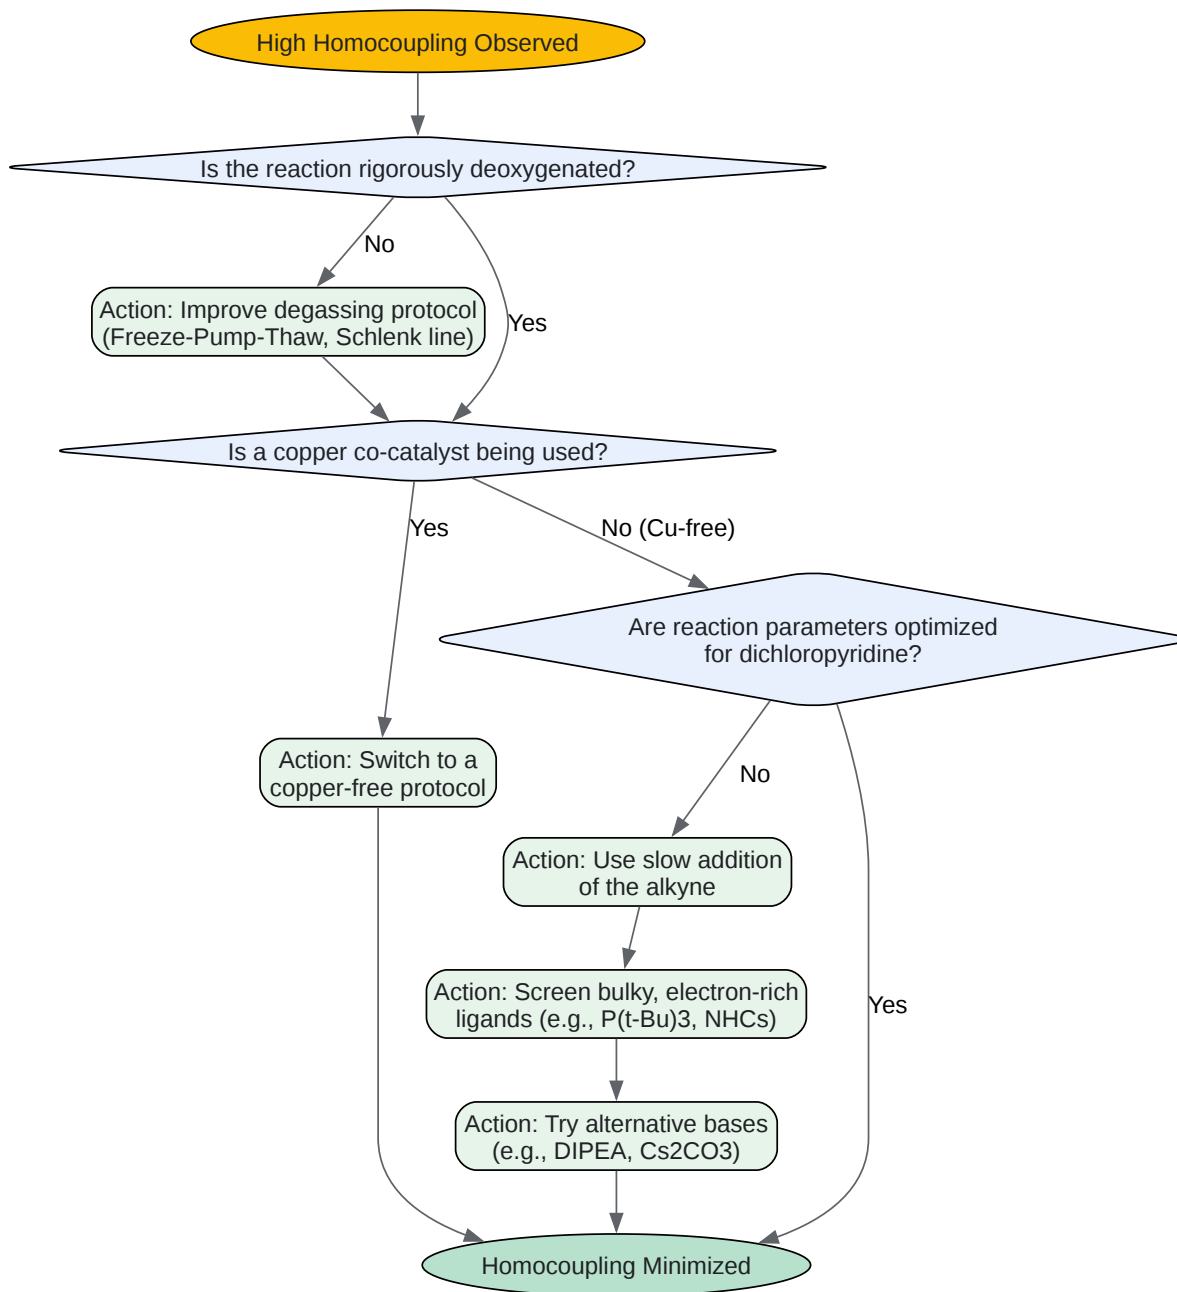 High Homocoupling Observed
Is the reaction rigorously deoxygenated?
No
Action: Improve degassing protocol
(Freeze-Pump-Thaw, Schlenk line)
Yes
Is a copper co-catalyst being used?
Yes
No (Cu-free)
Are reaction parameters optimized
for dichloropyridine?
Action: Switch to a
copper-free protocol
No
Action: Use slow addition
of the alkyne
Action: Screen bulky, electron-rich
ligands (e.g., P(t-Bu)3, NHCs)
Yes
Action: Try alternative bases
(e.g., DIPEA, Cs2CO3)
Homocoupling Minimized